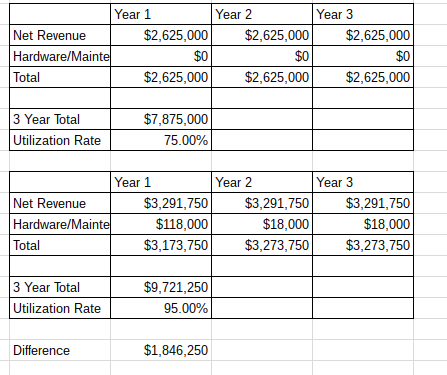 Year 1 Year 2 Year 3
Net Revenue $2,625,000 $2,625,000 $2,625,000
Hardware/Mainte $0 $0 $0
Total $2,625,000 $2,625,000 $2,625,000
3 Year Total $7,875,000
Utilization Rate 75.00%
Year 1 Year 2 Year 3
Net Revenue $3,291,750 $3,291,750 $3,291,750
Hardware/Mainte $118,000 $18,000 $18,000
Total $3,173,750 $3,273,750 $3,273,750
3 Year Total $9,721,250
Utilization Rate 95.00%
Difference $1,846,250